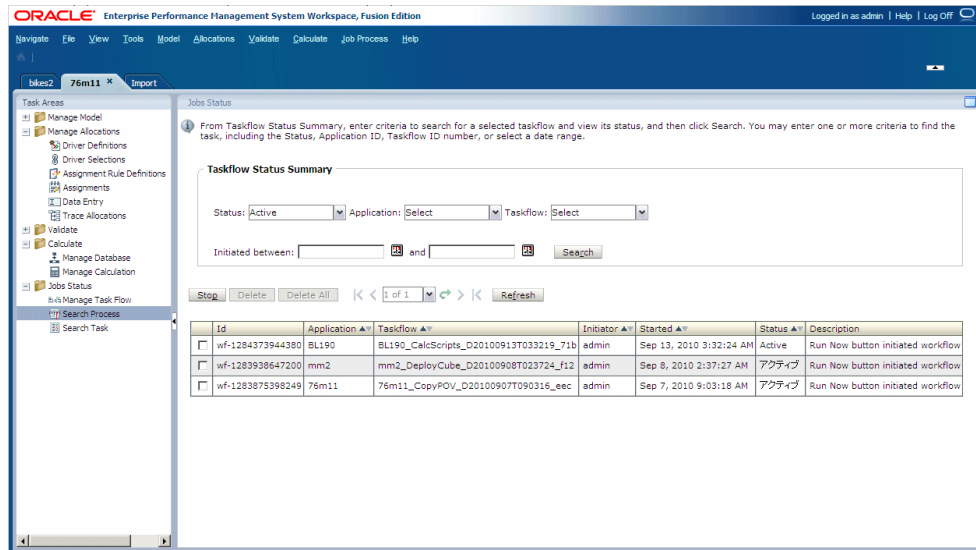 ORACLE Enterprise Performance Management System Workspace, Fusion Edition
Logged in as admin | Help | Log Off
Navigate File View Tools Model Allocations Validate Calculate Job Process Help
bikes2 76m11 Import
Task Areas
Manage Model
Manage Allocations
Driver Definitions
Driver Selections
Assignment Rule Definitions
Assignments
Data Entry
Trace Allocations
Validate
Calculate
Manage Database
Manage Calculation
Jobs Status
Manage Task Flow
Search Process
Search Task
Jobs Status
From Taskflow Status Summary, enter criteria to search for a selected taskflow and view its status, and then click Search. You may enter one or more criteria to find the
task, including the Status, Application ID, Taskflow ID number, or select a date range.
Taskflow Status Summary
Status: Active Application: Select Taskflow: Select
Initiated between: and Search
Stop Delete Delete All 1 of 1 Refresh
Id Application Taskflow Initiator Started Status Description
wf-1284373944380 BL190 BL190_CalcScripts_D20100913T033219_71b admin Sep 13, 2010 3:32:24 AM Active Run Now button initiated workflow
wf-1283938647200 mm2 mm2_DeployCube_D20100908T023724_f12 admin Sep 8, 2010 2:37:27 AM アクティブ Run Now button initiated workflow
wf-1283875398249 76m11 76m11_CopyPOV_D20100907T090316_eec admin Sep 7, 2010 9:03:18 AM アクティブ Run Now button initiated workflow